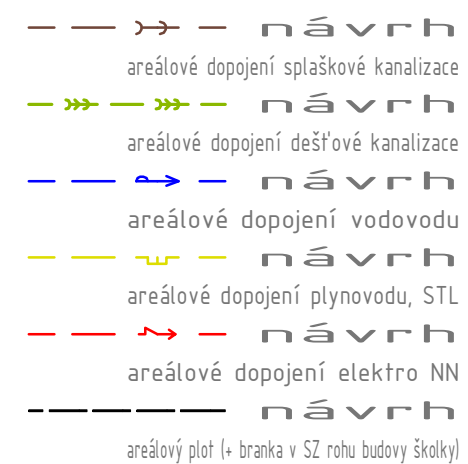 návrh
areálové dopojení splaškové kanalizace
návrh
areálové dopojení dešťové kanalizace
návrh
areálové dopojení vodovodu
návrh
areálové dopojení plynovodu, STL
návrh
areálové dopojení elektro NN
návrh
areálový plot (+ branka v SZ rohu budovy školky)